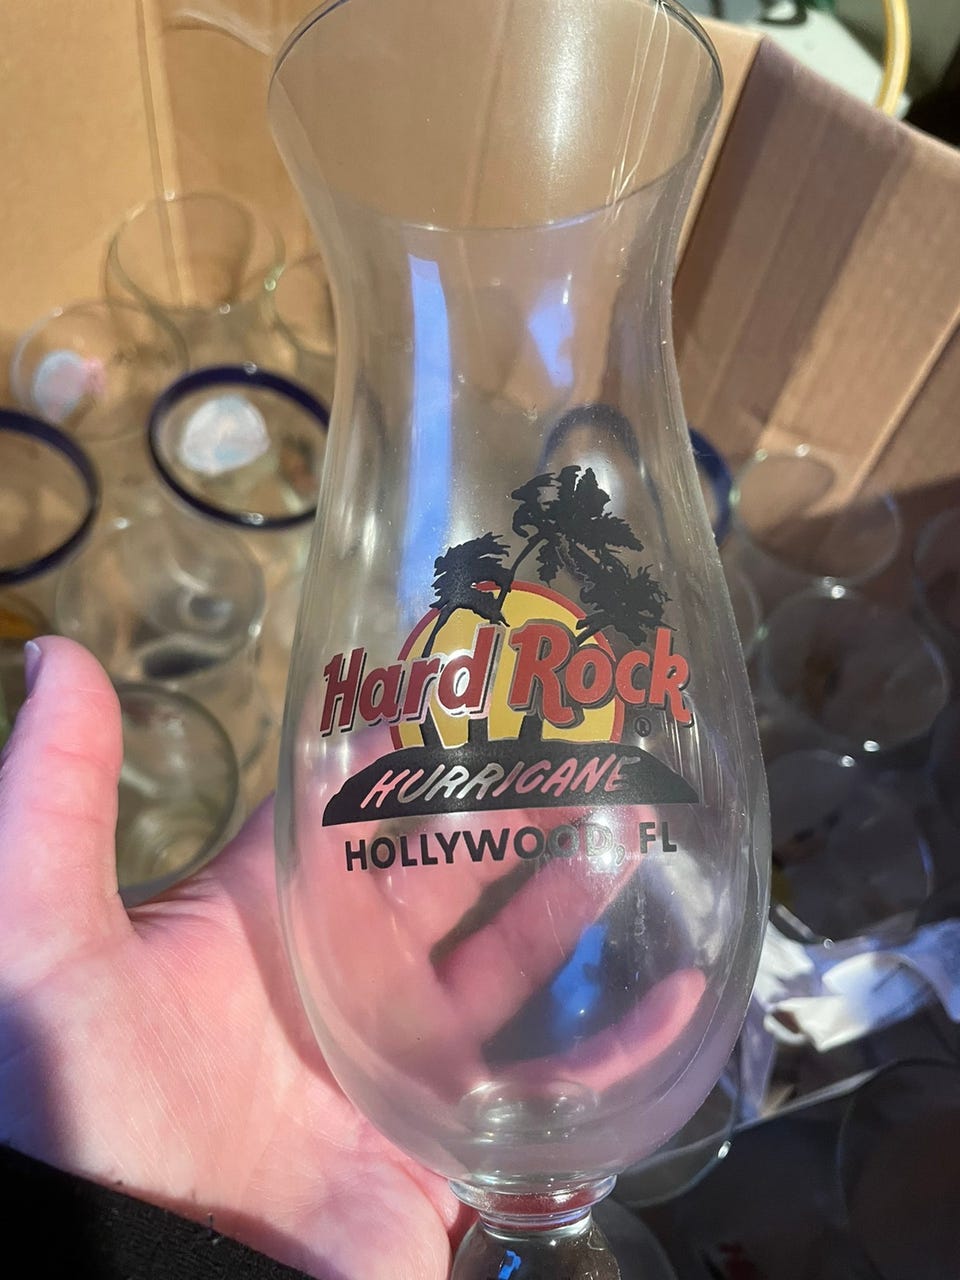 Hard Rock
®
HURRICANE
HOLLYWOOD, FL